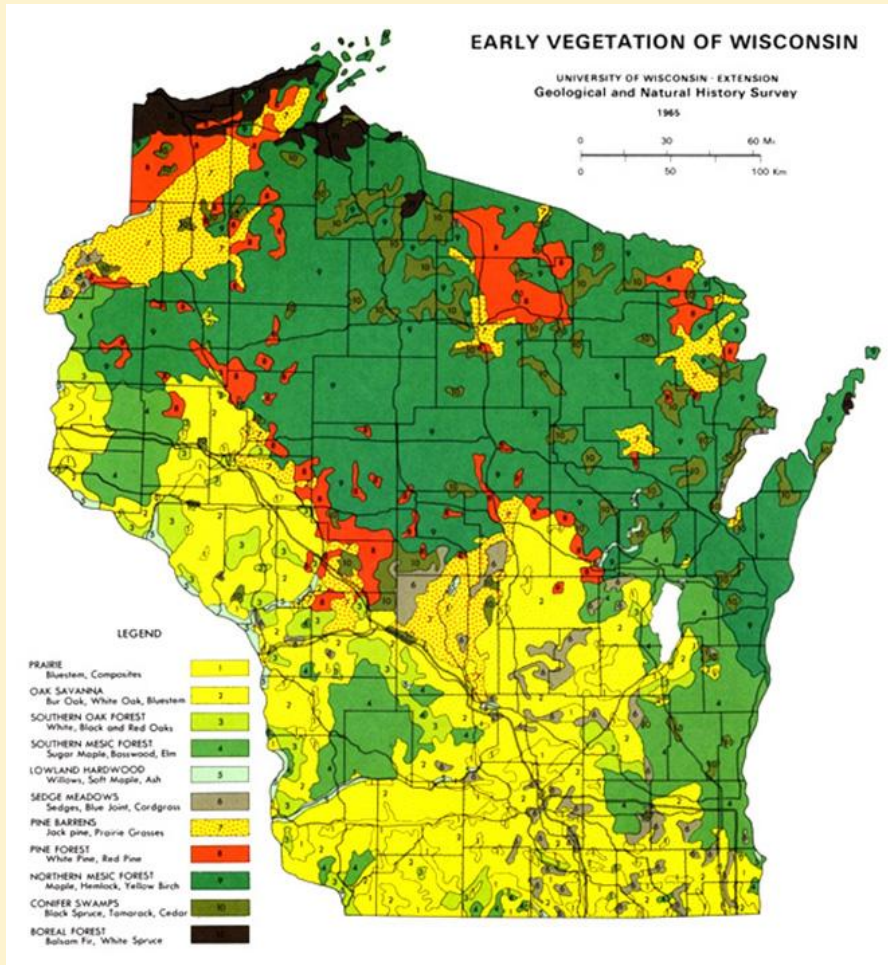 EARLY VEGETATION OF WISCONSIN
UNIVERSITY OF WISCONSIN - EXTENSION
Geological and Natural History Survey
1965
0 30 60 Mi
0 50 100 Km
LEGEND
PRAIRIE
Bluestem, Composites
1
OAK SAVANNA
Bur Oak, White Oak, Bluestem
2
SOUTHERN OAK FOREST
White, Black and Red Oaks
3
SOUTHERN MESIC FOREST
Sugar Maple, Basswood, Elm
4
LOWLAND HARDWOOD
Willows, Soft Maple, Ash
5
SEDGE MEADOWS
Sedges, Blue Joint, Cordgrass
6
PINE BARRENS
Jack pine, Prairie Grasses
7
PINE FOREST
White Pine, Red Pine
8
NORTHERN MESIC FOREST
Maple, Hemlock, Yellow Birch
9
CONIFER SWAMPS
Black Spruce, Tamarack, Cedar
10
BOREAL FOREST
Balsam Fir, White Spruce